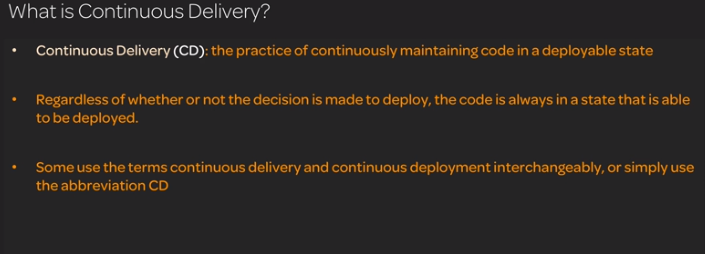 What is Continuous Delivery?
• Continuous Delivery (CD): the practice of continuously maintaining code in a deployable state
• Regardless of whether or not the decision is made to deploy, the code is always in a state that is able
to be deployed.
• Some use the terms continuous delivery and continuous deployment interchangeably, or simply use
the abbreviation CD